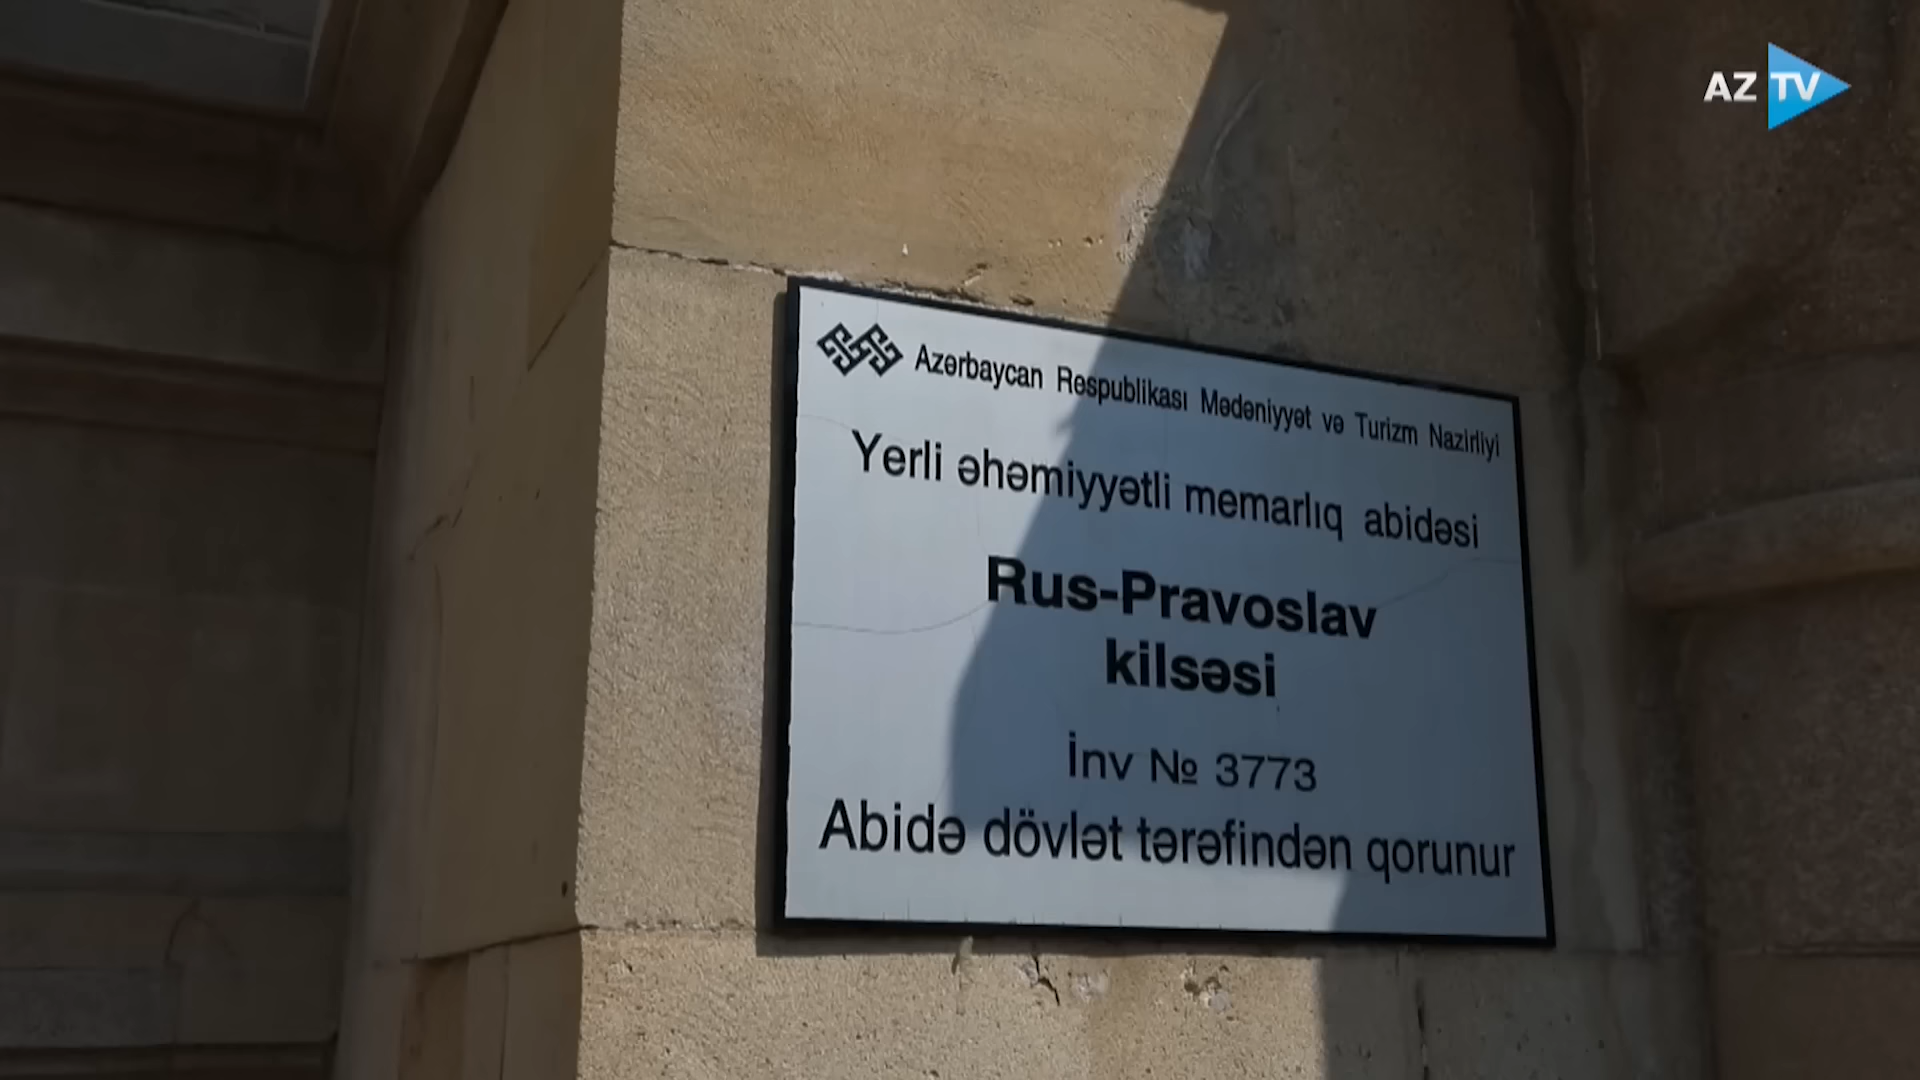 AZ TV
Azərbaycan Respublikası Mədəniyyət və Turizm Nazirliyi
Yerli əhəmiyyətli memarlıq abidəsi
Rus-Pravoslav
kilsəsi
İnv № 3773
Abidə dövlət tərəfindən qorunur